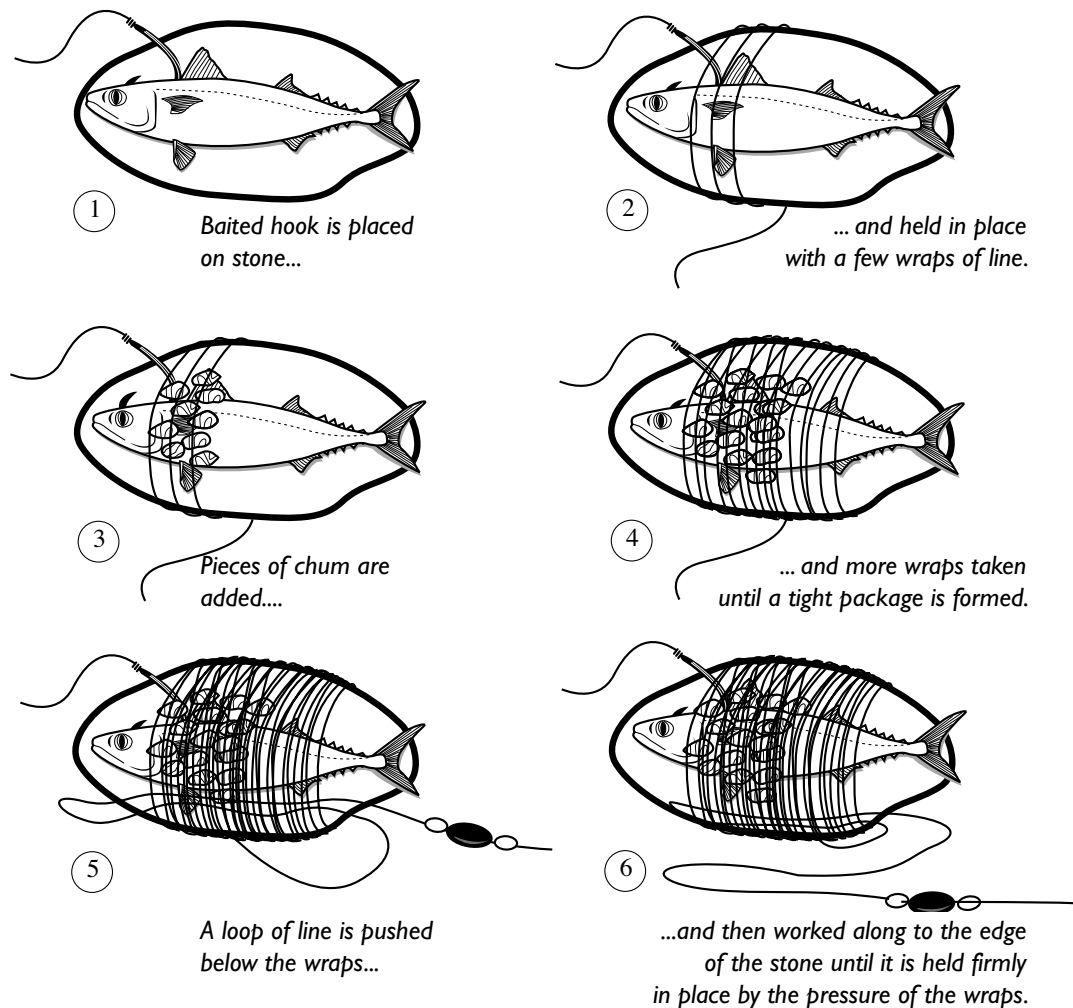 1
Baited hook is placed
on stone...
2
... and held in place
with a few wraps of line.
3
Pieces of chum are
added....
4
... and more wraps taken
until a tight package is formed.
5
A loop of line is pushed
below the wraps...
6
...and then worked along to the edge
of the stone until it is held firmly
in place by the pressure of the wraps.